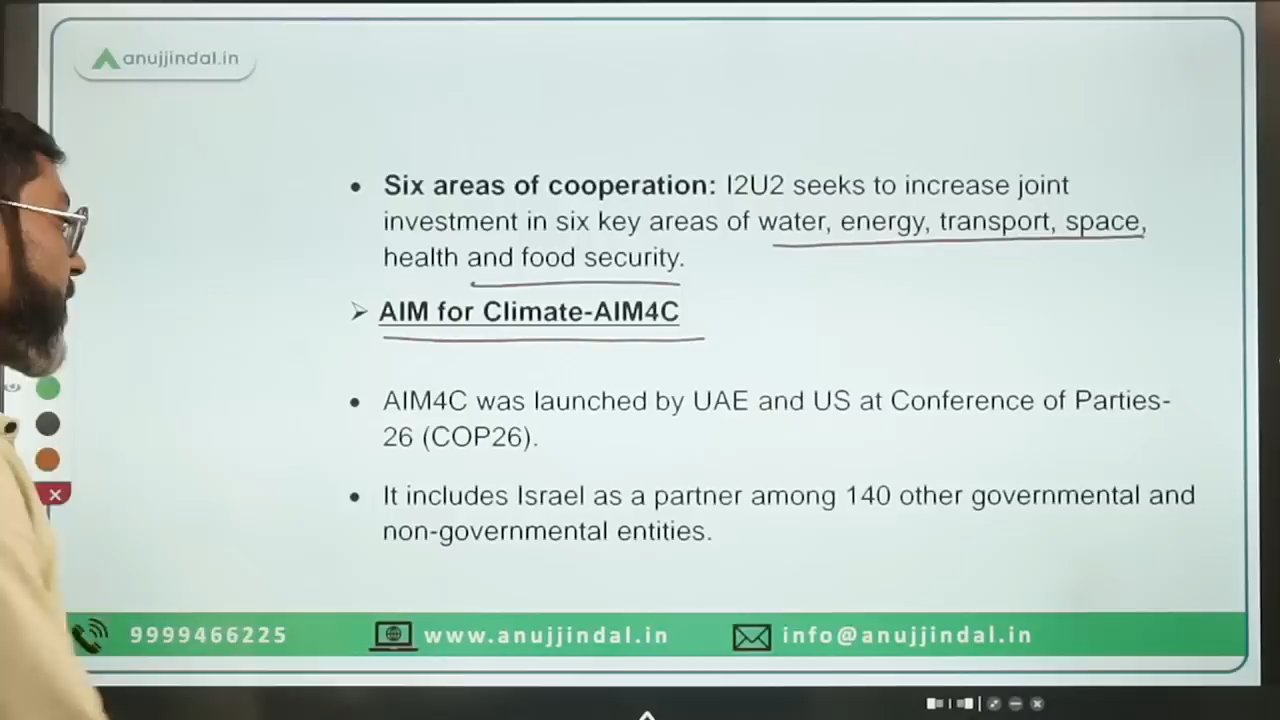 anujjindal.in
• Six areas of cooperation: I2U2 seeks to increase joint
investment in six key areas of water, energy, transport, space,
health and food security.
➢ AIM for Climate-AIM4C
• AIM4C was launched by UAE and US at Conference of Parties-
26 (COP26).
• It includes Israel as a partner among 140 other governmental and
non-governmental entities.
9999466225 www.anujjindal.in info@anujjindal.in